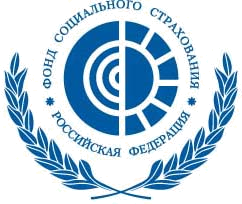 ФОНД СОЦИАЛЬНОГО СТРАХОВАНИЯ
РОССИЙСКАЯ ФЕДЕРАЦИЯ